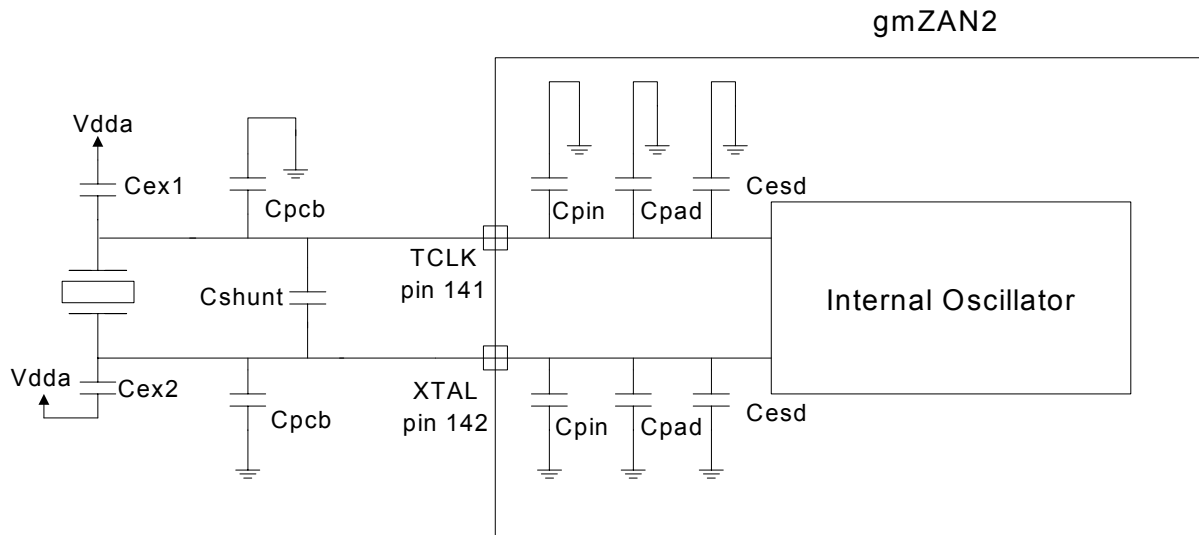 gmZAN2
Vdda
Cex1
Cpcb
Cpin
Cpad
Cesd
TCLK
pin 141
Cshunt
Internal Oscillator
Vdda
Cex2
Cpcb
XTAL
pin 142
Cpin
Cpad
Cesd